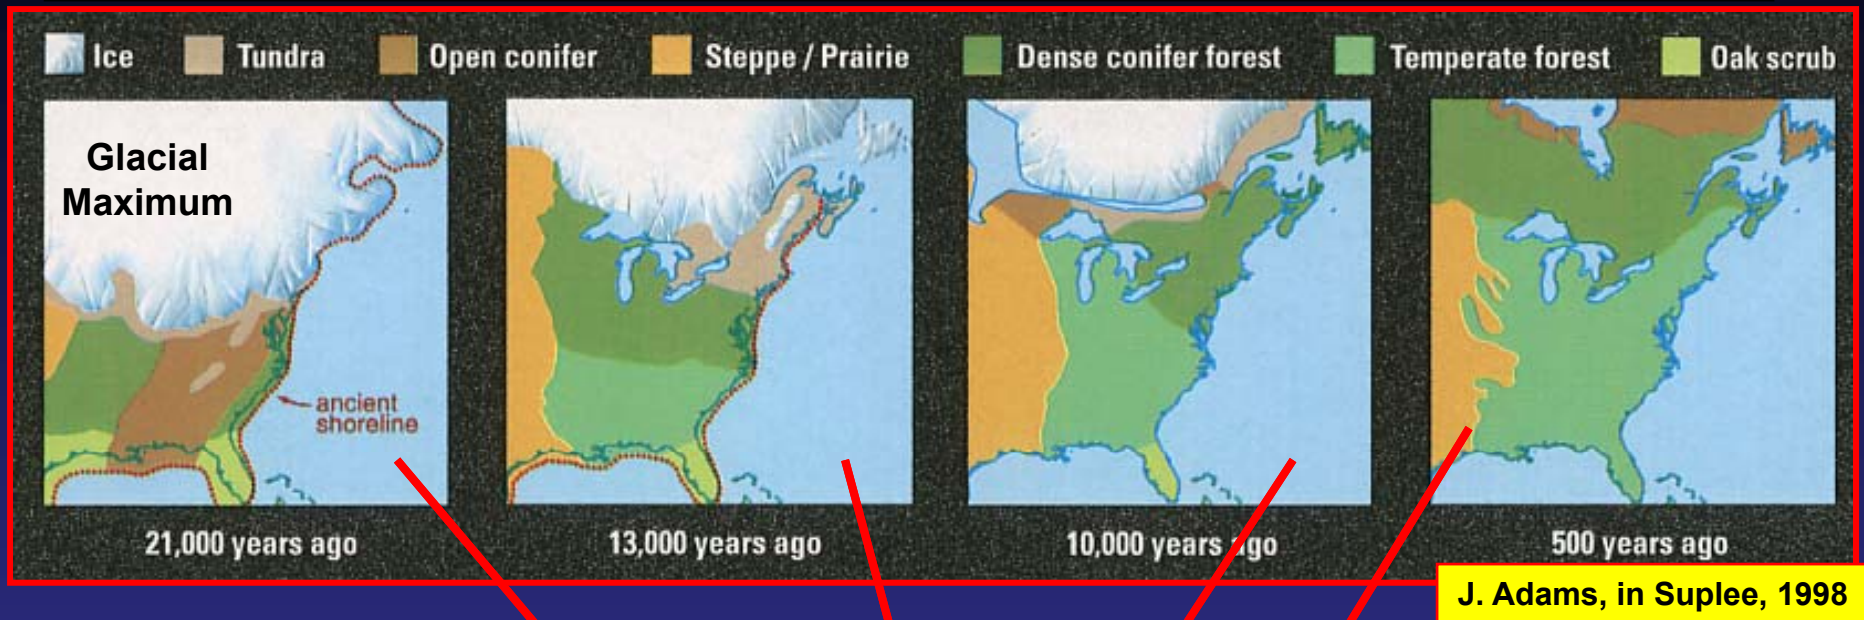 Ice Tundra Open conifer Steppe / Prairie Dense conifer forest Temperate forest Oak scrub
Glacial
Maximum
ancient
shoreline
21,000 years ago 13,000 years ago 10,000 years ago 500 years ago
J. Adams, in Suplee, 1998